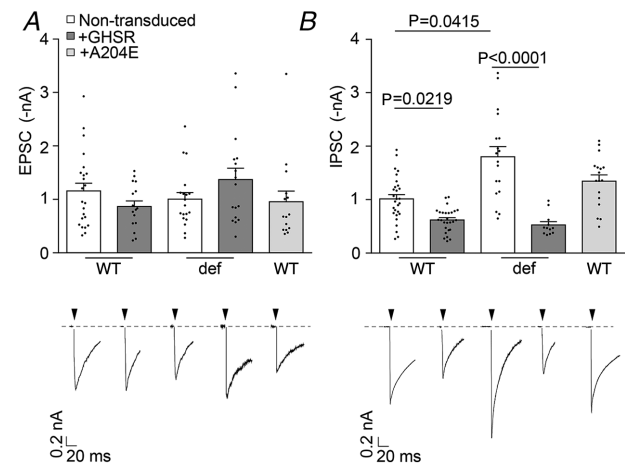 A
Non-transduced
+GHSR
+A204E
EPSC (-nA)
4
3
2
1
0
WT
def
WT
0.2 nA
20 ms
B
P=0.0415
P<0.0001
P=0.0219
IPSC (-nA)
4
3
2
1
0
WT
def
WT
0.2 nA
20 ms